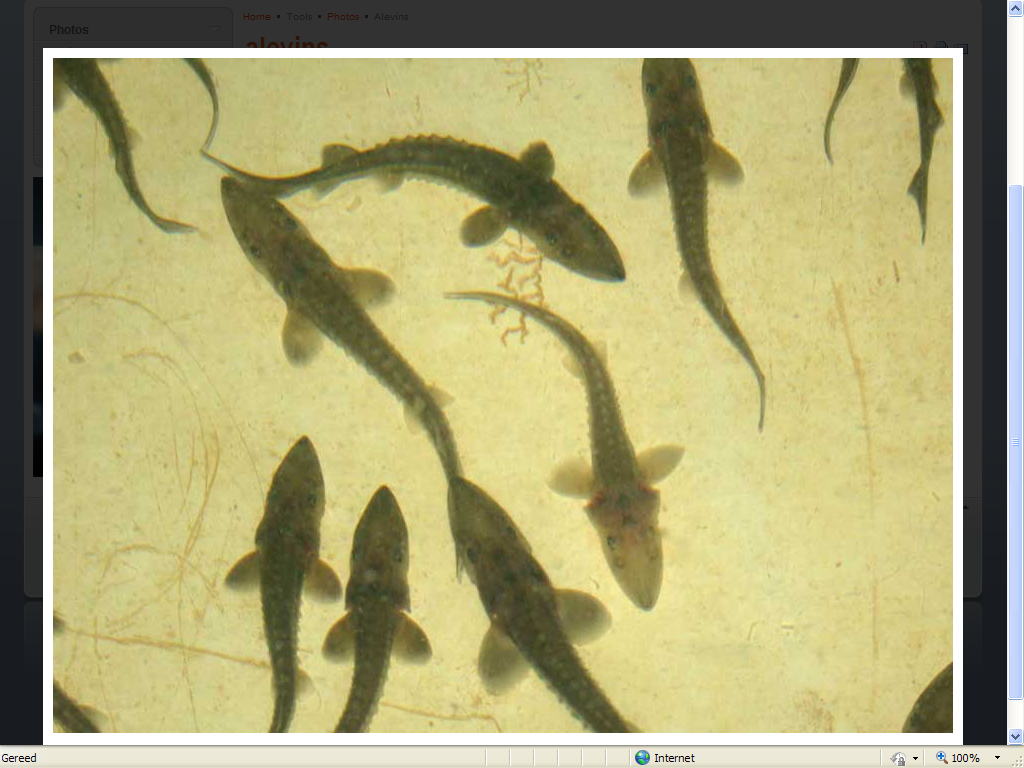 Home • Tools • Photos • Alevins
Photos
alevins
Gereed
Internet
100%